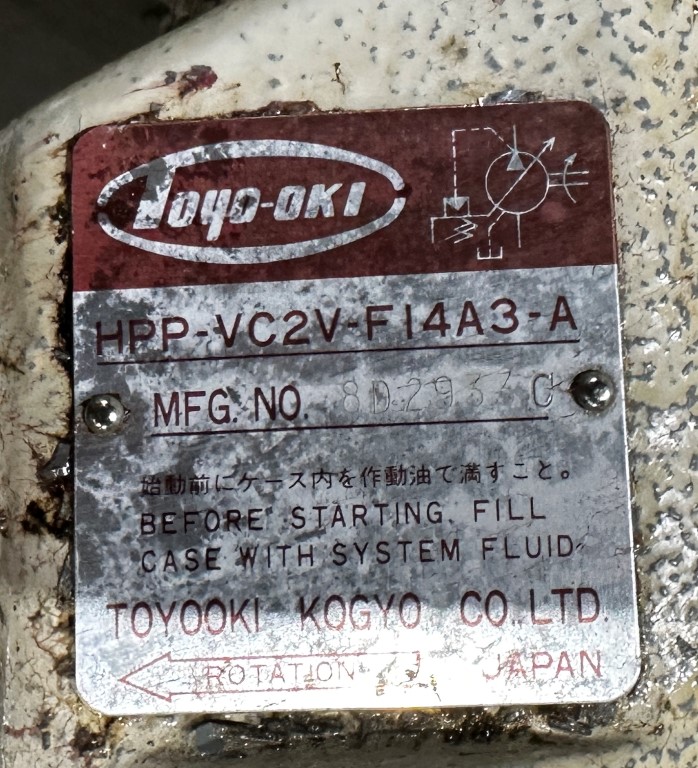 TOYO-OKI
HPP-VC2V-F14A3-A
MFG. NO. 8D2937
始動前にケース内を作動油で満すこと。
BEFORE STARTING. FILL
CASE WITH SYSTEM FLUID
TOYOOKI KOGYO CO.,LTD.
ROTATION JAPAN